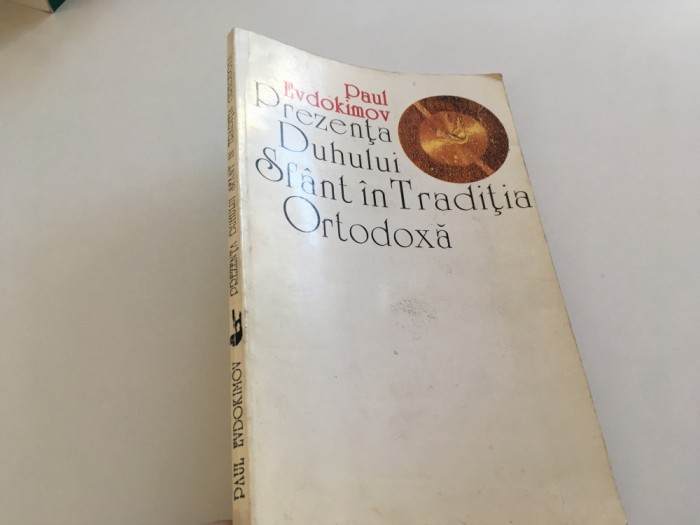 Paul
Evdokimov
Prezenţa
Duhului
Sfânt în Tradiţia
Ortodoxă
PAUL EVDOKIMOV PREZENŢA DUHULUI SFÂNT ÎN TRADIŢIA ORTODOXĂ